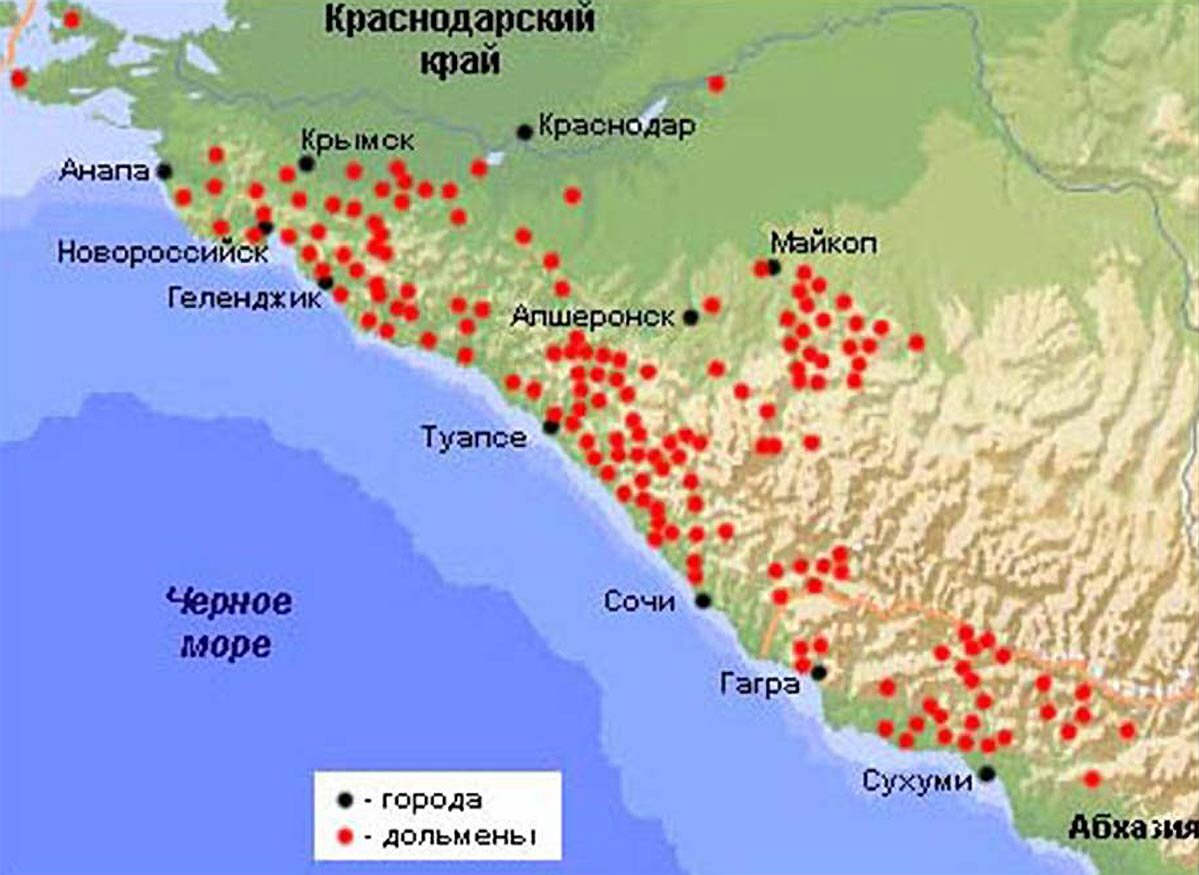 Краснодарский
край
Краснодар
Крымск
Анапа
Новороссийск
Майкоп
Геленджик
Апшеронск
Туапсе
Черное
море
Сочи
Гагра
Сухуми
- города
- дольмены
Абхазия